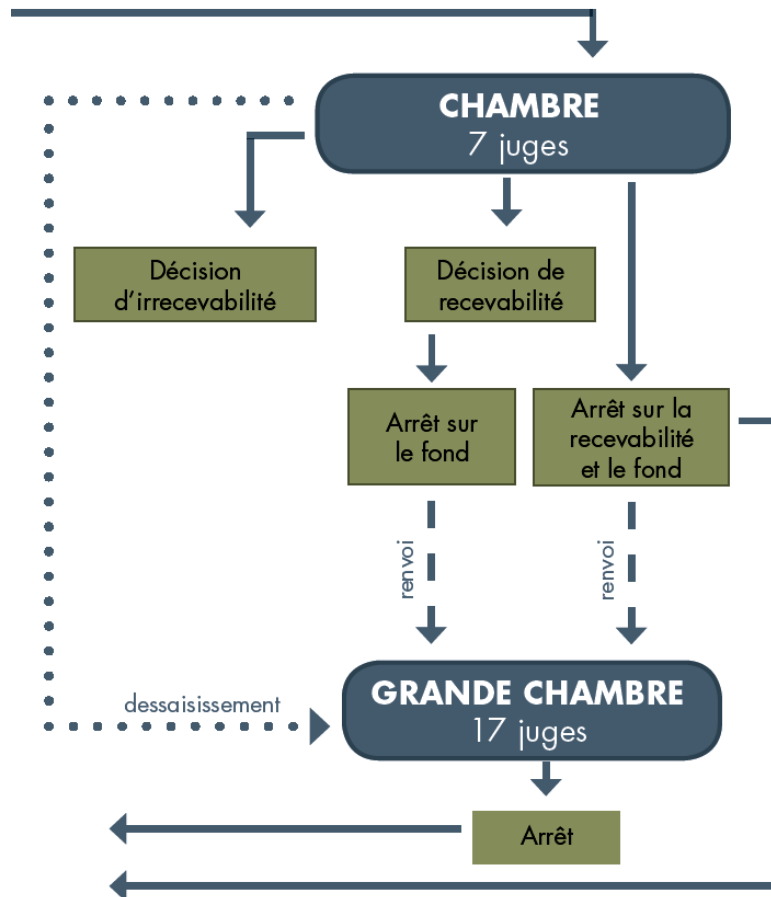 CHAMBRE
7 juges
Décision
d’irrecevabilité
Décision de
recevabilité
Arrêt sur
le fond
Arrêt sur la
recevabilité
et le fond
renvoi
renvoi
dessaisissement
GRANDE CHAMBRE
17 juges
Arrêt